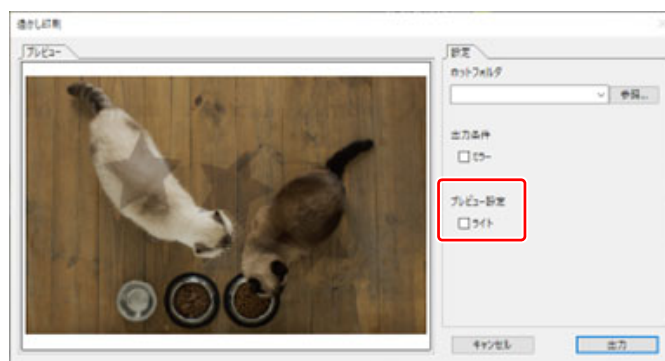 透かし印刷
プレビュー
設定
ホットフォルダ
参照...
出力条件
ミラー
プレビュー設定
ライト
キャンセル
出力